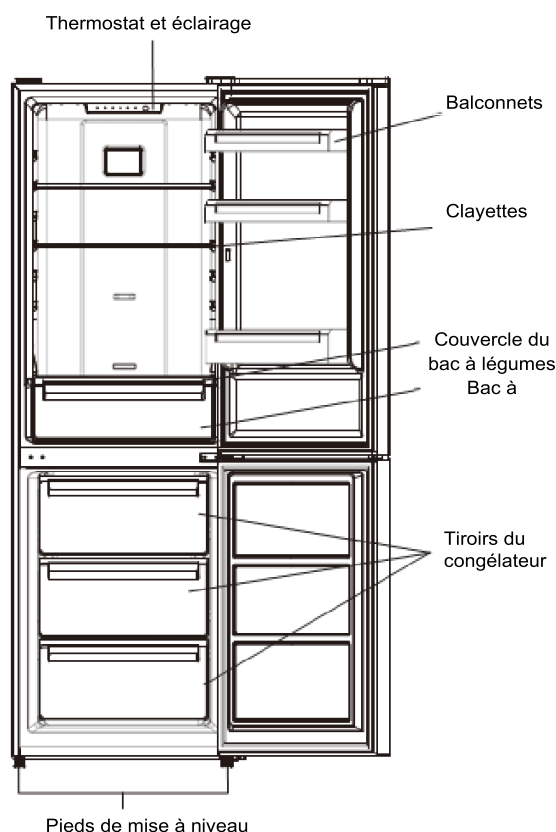 Thermostat et éclairage
Balconnets
Clayettes
Couvercle du
bac à légumes
Bac à
Tiroirs du
congélateur
Pieds de mise à niveau